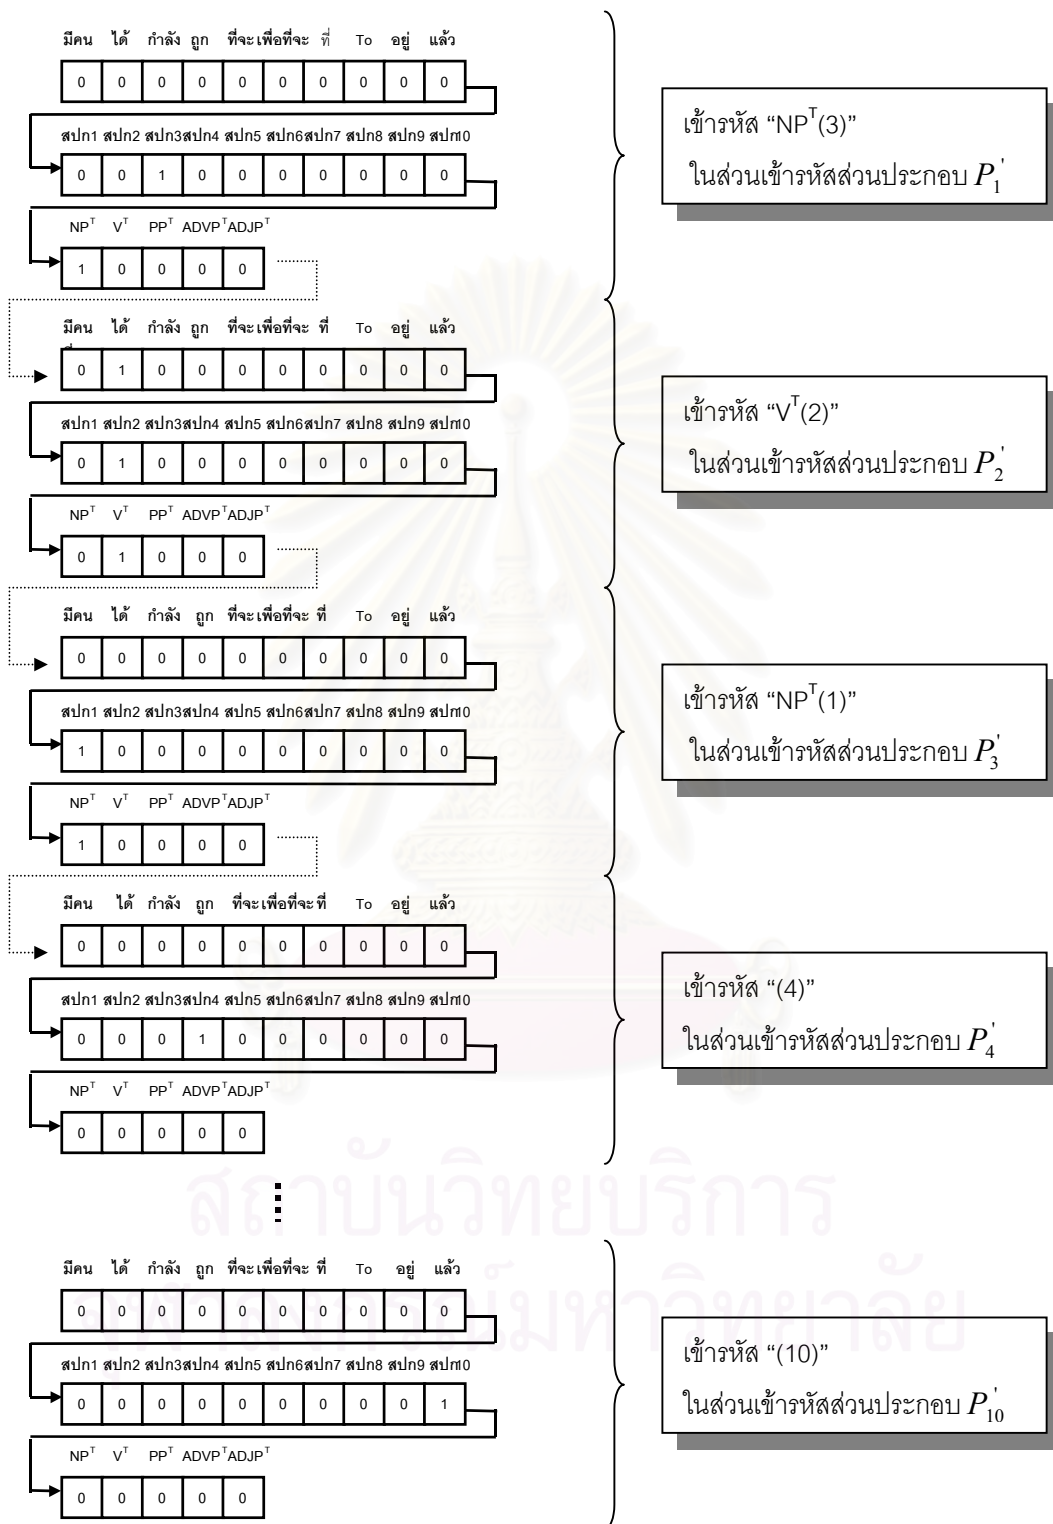 มีคน ได้ กำลัง ถูก ที่จะ เพื่อที่จะ ที่ To อยู่ แล้ว
0 0 0 0 0 0 0 0 0 0
สปก1 สปก2 สปก3 สปก4 สปก5 สปก6 สปก7 สปก8 สปก9 สปก10
0 0 1 0 0 0 0 0 0 0
NP^T V^T PP^T ADVP^T ADJP^T
1 0 0 0 0
เข้ารหัส “NP^T(3)”
ในส่วนเข้ารหัสส่วนประกอบ P_1'
มีคน ได้ กำลัง ถูก ที่จะ เพื่อที่จะ ที่ To อยู่ แล้ว
0 1 0 0 0 0 0 0 0 0
สปก1 สปก2 สปก3 สปก4 สปก5 สปก6 สปก7 สปก8 สปก9 สปก10
0 1 0 0 0 0 0 0 0 0
NP^T V^T PP^T ADVP^T ADJP^T
0 1 0 0 0
เข้ารหัส “V^T(2)”
ในส่วนเข้ารหัสส่วนประกอบ P_2'
มีคน ได้ กำลัง ถูก ที่จะ เพื่อที่จะ ที่ To อยู่ แล้ว
0 0 0 0 0 0 0 0 0 0
สปก1 สปก2 สปก3 สปก4 สปก5 สปก6 สปก7 สปก8 สปก9 สปก10
1 0 0 0 0 0 0 0 0 0
NP^T V^T PP^T ADVP^T ADJP^T
1 0 0 0 0
เข้ารหัส “NP^T(1)”
ในส่วนเข้ารหัสส่วนประกอบ P_3'
มีคน ได้ กำลัง ถูก ที่จะ เพื่อที่จะ ที่ To อยู่ แล้ว
0 0 0 0 0 0 0 0 0 0
สปก1 สปก2 สปก3 สปก4 สปก5 สปก6 สปก7 สปก8 สปก9 สปก10
0 0 0 1 0 0 0 0 0 0
NP^T V^T PP^T ADVP^T ADJP^T
0 0 0 0 0
เข้ารหัส “(4)”
ในส่วนเข้ารหัสส่วนประกอบ P_4'
สถาบันวิทยบริการ
จุฬาลงกรณ์มหาวิทยาลัย
มีคน ได้ กำลัง ถูก ที่จะ เพื่อที่จะ ที่ To อยู่ แล้ว
0 0 0 0 0 0 0 0 0 0
สปก1 สปก2 สปก3 สปก4 สปก5 สปก6 สปก7 สปก8 สปก9 สปก10
0 0 0 0 0 0 0 0 0 1
NP^T V^T PP^T ADVP^T ADJP^T
0 0 0 0 0
เข้ารหัส “(10)”
ในส่วนเข้ารหัสส่วนประกอบ P_10'